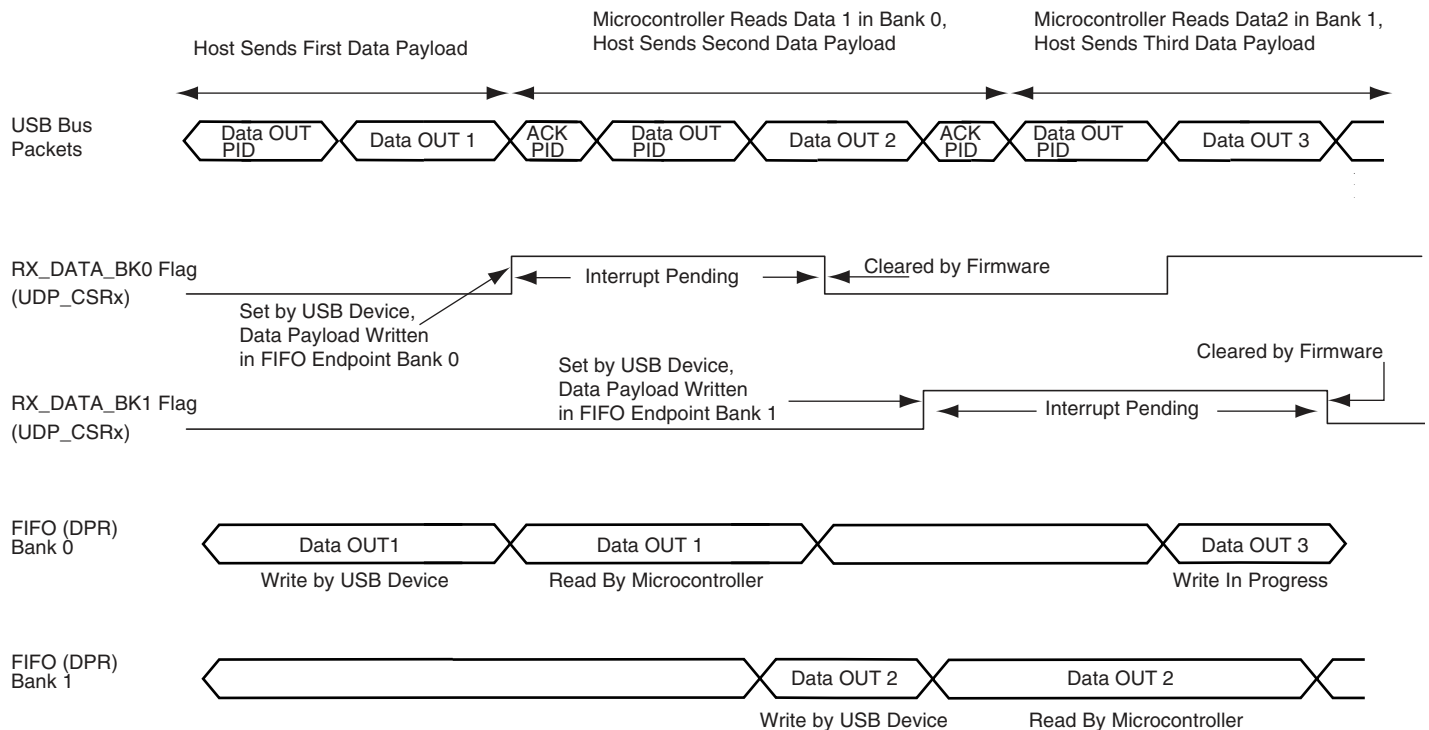 Host Sends First Data Payload
Microcontroller Reads Data 1 in Bank 0,
Host Sends Second Data Payload
Microcontroller Reads Data2 in Bank 1,
Host Sends Third Data Payload
USB Bus
Packets
Data OUT
PID
Data OUT 1
ACK
PID
Data OUT
PID
Data OUT 2
ACK
PID
Data OUT
PID
Data OUT 3
RX_DATA_BK0 Flag
(UDP_CSRx)
Interrupt Pending
Cleared by Firmware
Set by USB Device,
Data Payload Written
in FIFO Endpoint Bank 0
RX_DATA_BK1 Flag
(UDP_CSRx)
Set by USB Device,
Data Payload Written
in FIFO Endpoint Bank 1
Interrupt Pending
Cleared by Firmware
FIFO (DPR)
Bank 0
Data OUT1
Data OUT 1
Data OUT 3
Write by USB Device
Read By Microcontroller
Write In Progress
FIFO (DPR)
Bank 1
Data OUT 2
Data OUT 2
Write by USB Device
Read By Microcontroller